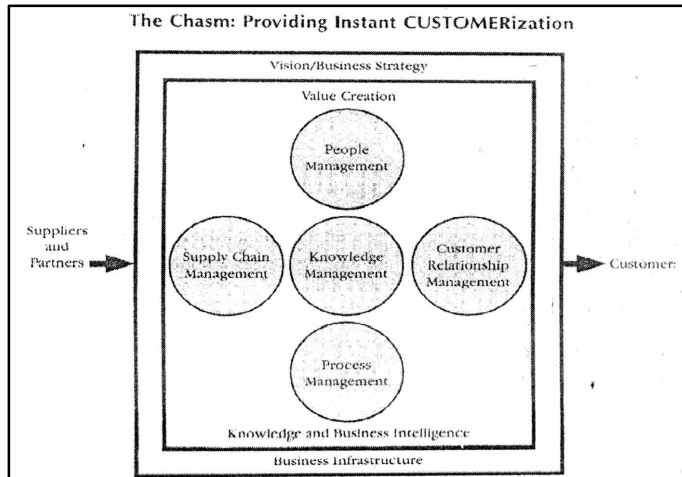 The Chasm: Providing Instant CUSTOMERization
Vision/Business Strategy
Value Creation
People
Management
Suppliers
and
Partners
Supply Chain
Management
Knowledge
Management
Customer
Relationship
Management
Customer:
Process
Management
Knowledge and Business Intelligence
Business Infrastructure